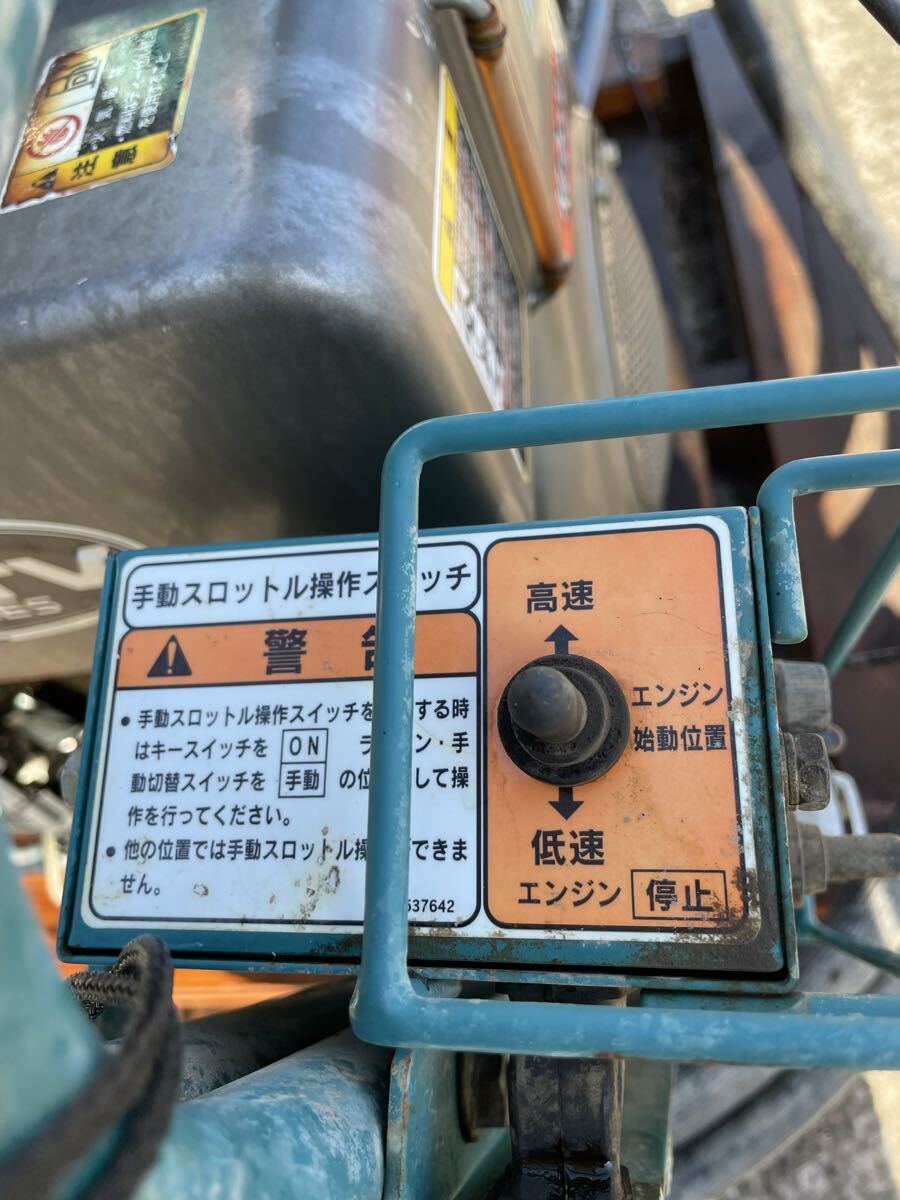 注意
手動スロットル操作スッチ
警告
• 手動スロットル操作スイッチをする時
はキースイッチを ON ラン・手
動切替スイッチを 手動 の位して操
作を行ってください。
• 他の位置では手動スロットル操できま
せん。
537642
高速
エンジン
始動位置
低速
エンジン 停止